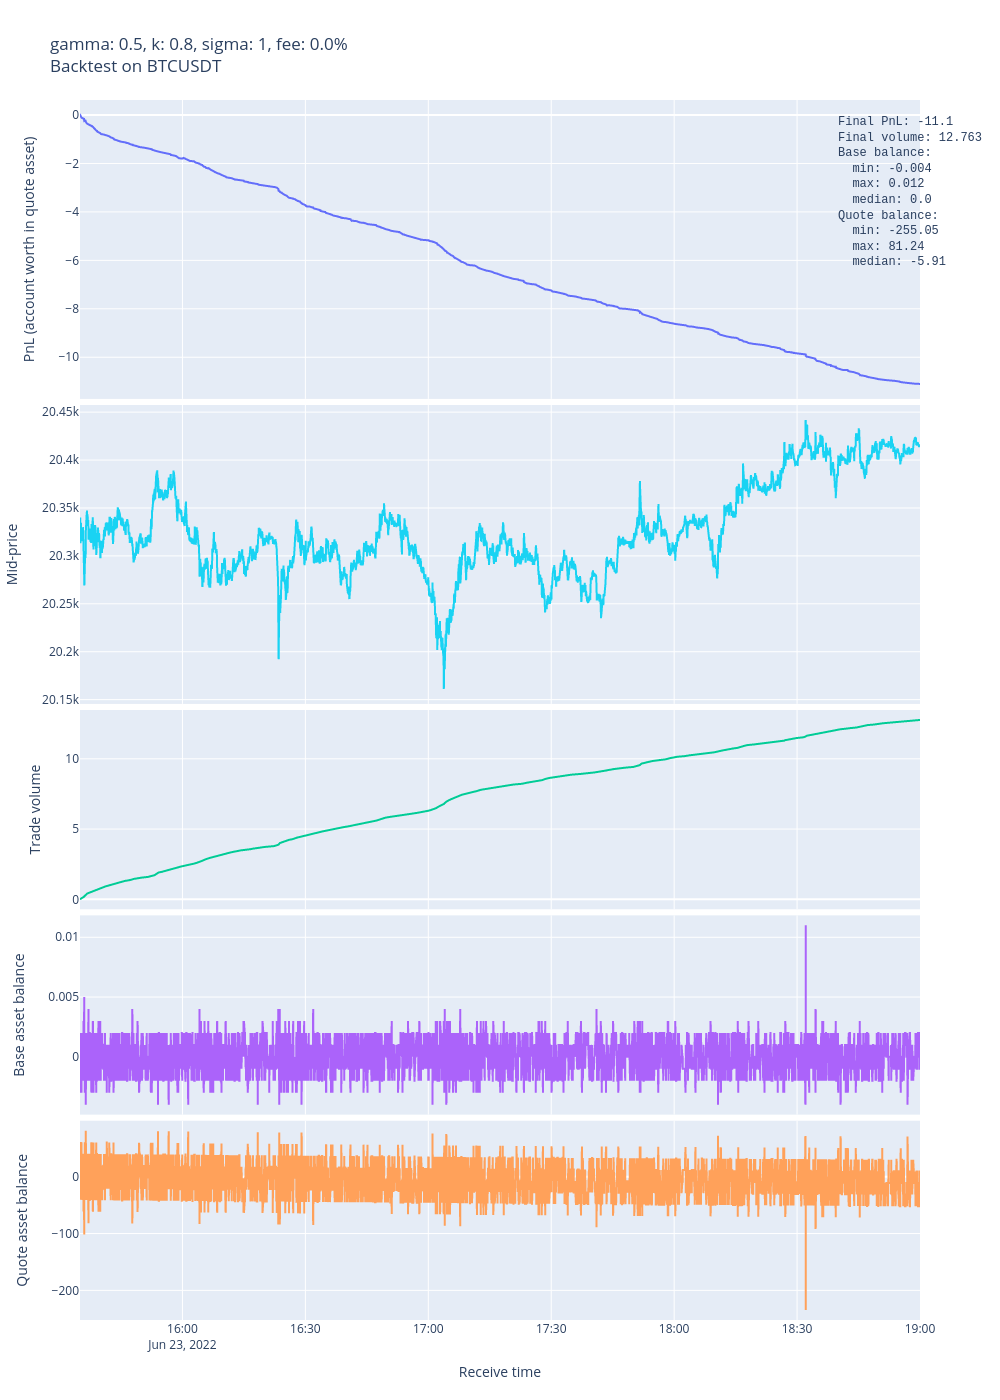 gamma: 0.5, k: 0.8, sigma: 1, fee: 0.0%
Backtest on BTCUSDT
PnL (account worth in quote asset)
0
−2
−4
−6
−8
−10
Final PnL: -11.1
Final volume: 12.763
Base balance:
min: -0.004
max: 0.012
median: 0.0
Quote balance:
min: -255.05
max: 81.24
median: -5.91
Mid-price
20.45k
20.4k
20.35k
20.3k
20.25k
20.2k
20.15k
Trade volume
10
5
0
Base asset balance
0.01
0.005
0
Quote asset balance
0
−100
−200
16:00 16:30 17:00 17:30 18:00 18:30 19:00
Jun 23, 2022
Receive time